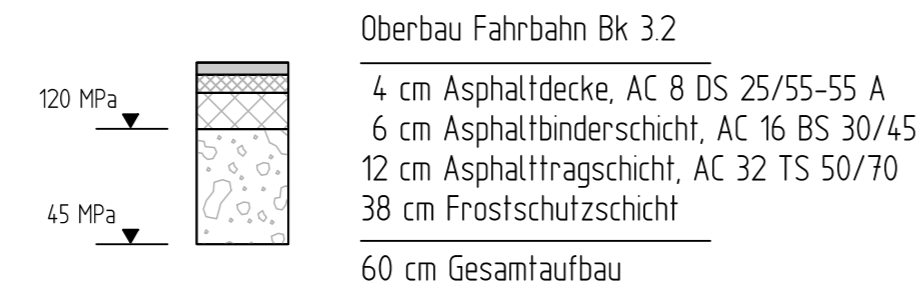 Oberbau Fahrbahn Bk 3.2
120 MPa
4 cm Asphaltdecke, AC 8 DS 25/55-55 A
6 cm Asphaltbinderschicht, AC 16 BS 30/45
12 cm Asphalttragschicht, AC 32 TS 50/70
45 MPa
38 cm Frostschutzschicht
60 cm Gesamtaufbau